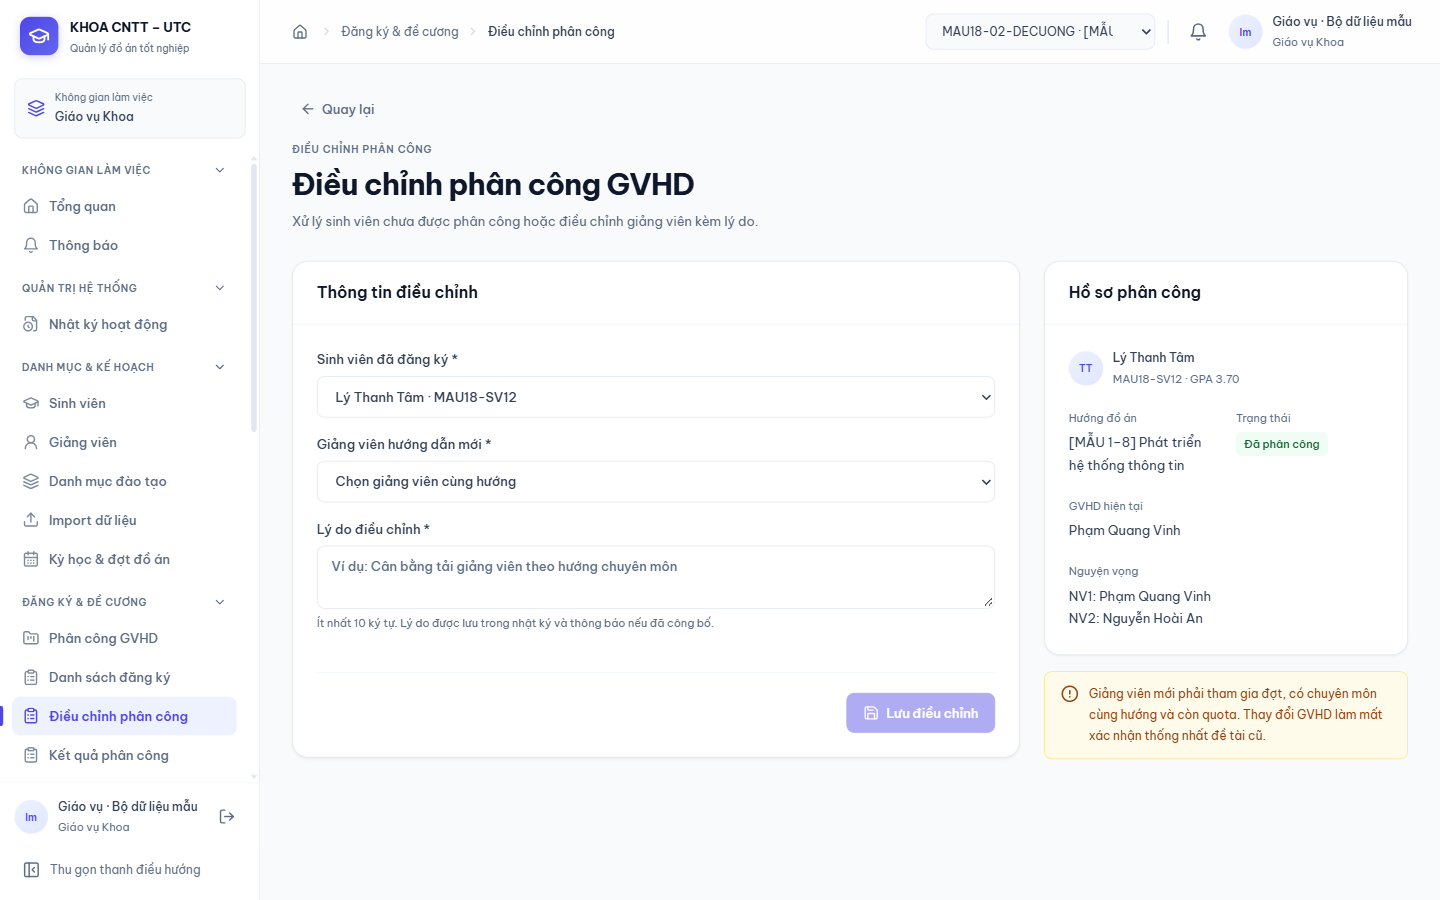 KHOA CNTT – UTC
Quản lý đồ án tốt nghiệp
Không gian làm việc
Giáo vụ Khoa
KHÔNG GIAN LÀM VIỆC
Tổng quan
Thông báo
QUẢN TRỊ HỆ THỐNG
Nhật ký hoạt động
DANH MỤC & KẾ HOẠCH
Sinh viên
Giảng viên
Danh mục đào tạo
Import dữ liệu
Kỳ học & đợt đồ án
ĐĂNG KÝ & ĐỀ CƯƠNG
Phân công GVHD
Danh sách đăng ký
Điều chỉnh phân công
Kết quả phân công
Im
Giáo vụ · Bộ dữ liệu mẫu
Giáo vụ Khoa
Thu gọn thanh điều hướng
Đăng ký & đề cương
Điều chỉnh phân công
MAU18-02-DECUONG · [MẪU
Im
Giáo vụ · Bộ dữ liệu mẫu
Giáo vụ Khoa
Quay lại
ĐIỀU CHỈNH PHÂN CÔNG
Điều chỉnh phân công GVHD
Xử lý sinh viên chưa được phân công hoặc điều chỉnh giảng viên kèm lý do.
Thông tin điều chỉnh
Sinh viên đã đăng ký *
Lý Thanh Tâm · MAU18-SV12
Giảng viên hướng dẫn mới *
Chọn giảng viên cùng hướng
Lý do điều chỉnh *
Ví dụ: Cân bằng tải giảng viên theo hướng chuyên môn
Ít nhất 10 ký tự. Lý do được lưu trong nhật ký và thông báo nếu đã công bố.
Lưu điều chỉnh
Hồ sơ phân công
TT
Lý Thanh Tâm
MAU18-SV12 · GPA 3.70
Hướng đồ án
Trạng thái
[MẪU 1-8] Phát triển
hệ thống thông tin
Đã phân công
GVHD hiện tại
Phạm Quang Vinh
Nguyện vọng
NV1: Phạm Quang Vinh
NV2: Nguyễn Hoài An
Giảng viên mới phải tham gia đợt, có chuyên môn
cùng hướng và còn quota. Thay đổi GVHD làm mất
xác nhận thống nhất đề tài cũ.